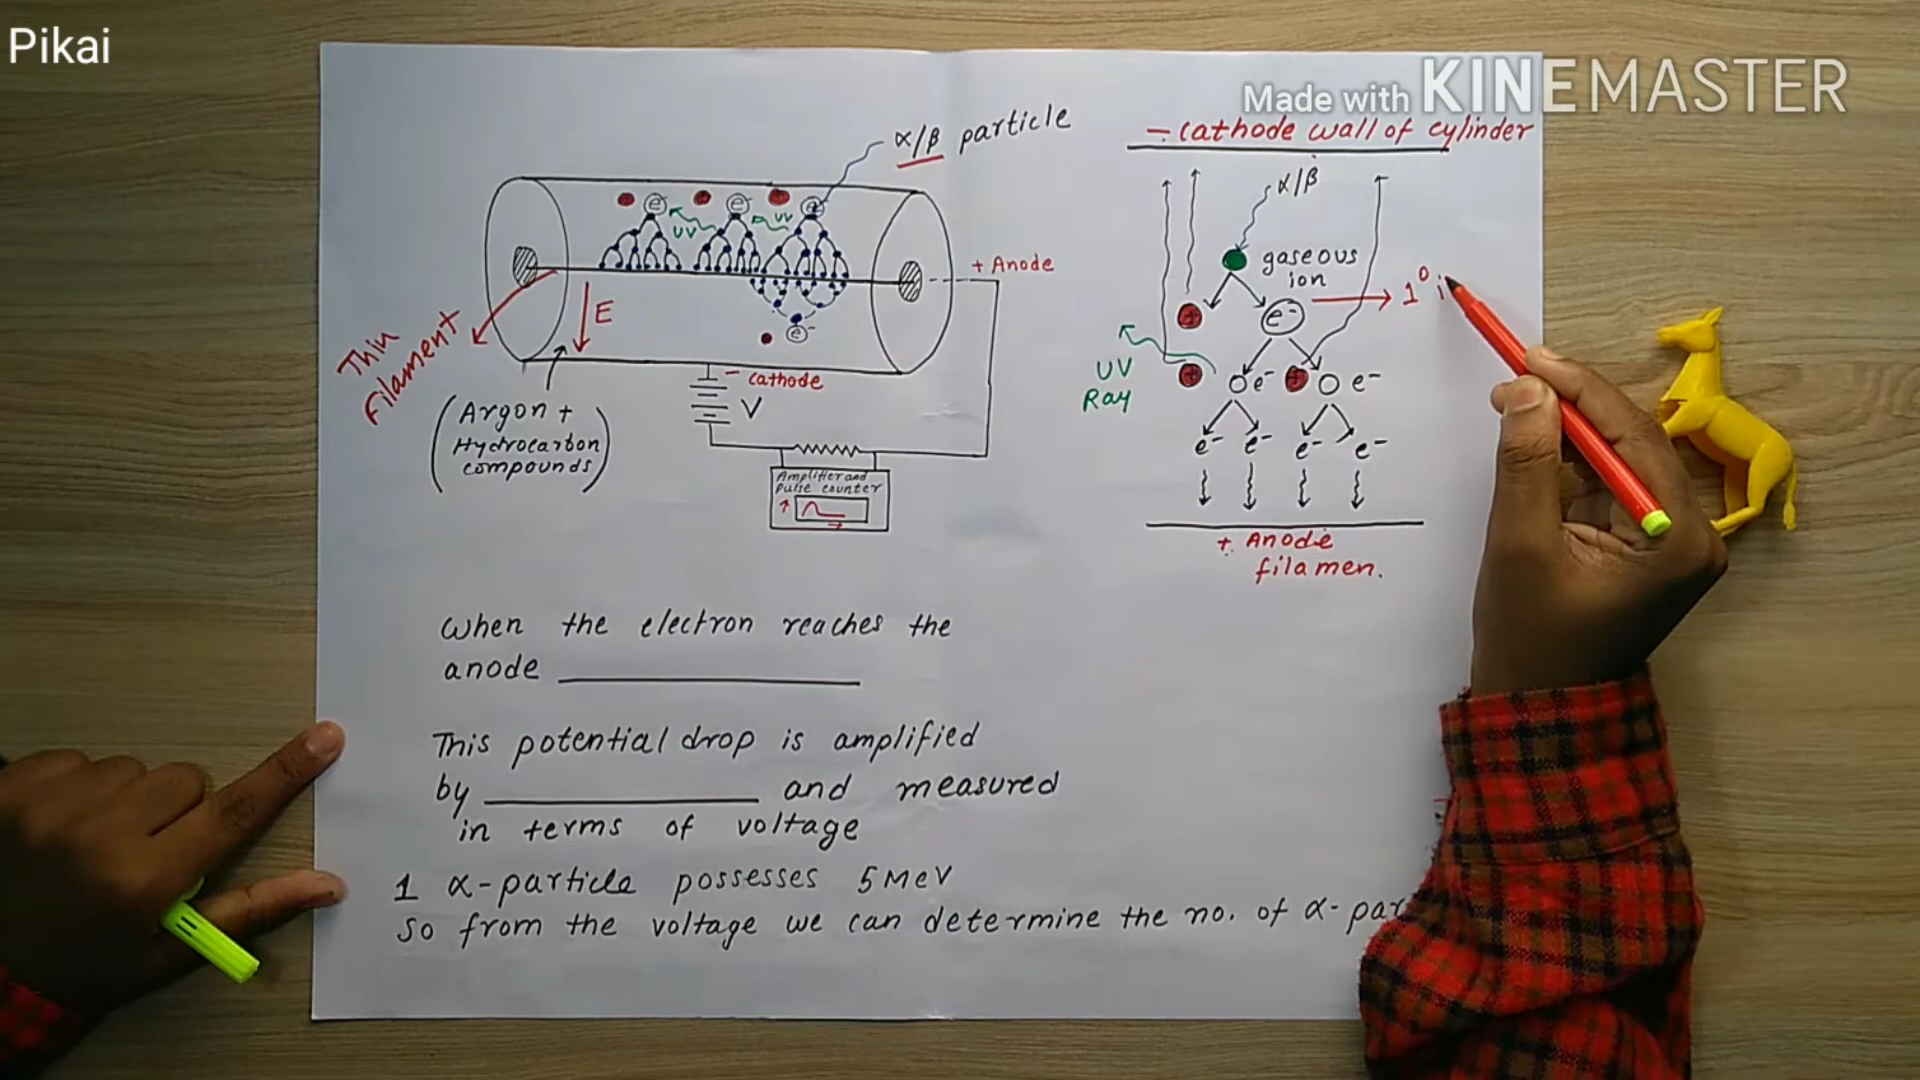 Pikai
Made with KINEMASTER
α/β particle
e⁻ e⁻
UV UV
+ Anode
Thin
Filament
E
e⁻
- cathode
V
(Argon +
Hydrocarbon
compounds)
Amplifier and
Pulse counter
- cathode wall of cylinder
α/β
gaseous
ion
+ e⁻ 1⁰ i
UV
Ray
+ e⁻ + e⁻
e⁻ e⁻ e⁻ e⁻
+ Anode
filamen.
When the electron reaches the
anode __________
This potential drop is amplified
by __________ and measured
in terms of voltage
1 α-particle possesses 5 MeV
So from the voltage we can determine the no. of α-par